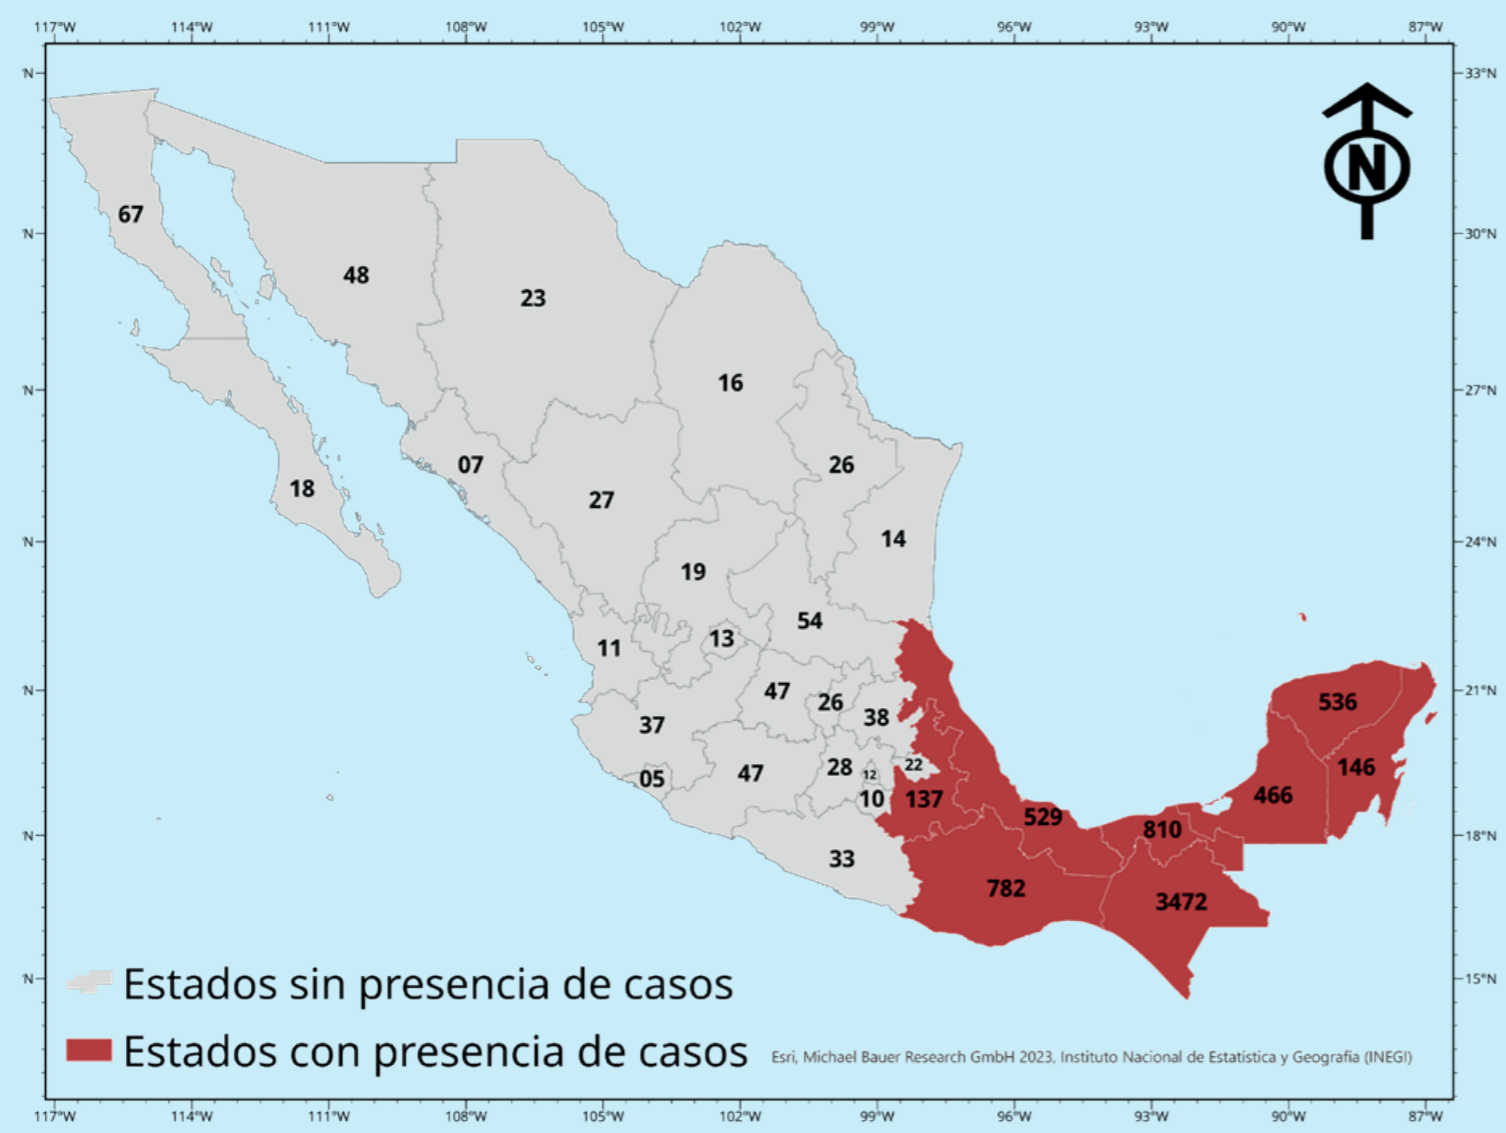 117°W 114°W 111°W 108°W 105°W 102°W 99°W 96°W 93°W 90°W 87°W
°N 33°N
N
67
°N 30°N
48
23
16
°N 27°N
07
26
18
27
14
°N 24°N
19
54
13
11
47
26
°N 21°N
536
38
37
28
12
22
146
05
47
10
137
466
529
810
°N 18°N
33
782
3472
Estados sin presencia de casos
°N 15°N
Estados con presencia de casos
Esri, Michael Bauer Research GmbH 2023, Instituto Nacional de Estatística y Geografia (INEGI)
117°W 114°W 111°W 108°W 105°W 102°W 99°W 96°W 93°W 90°W 87°W